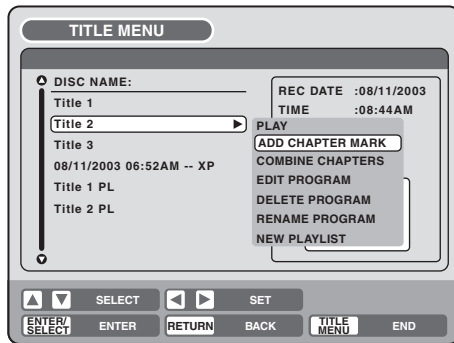 TITLE MENU
DISC NAME:
Title 1
Title 2
Title 3
08/11/2003 06:52AM -- XP
Title 1 PL
Title 2 PL
REC DATE :08/11/2003
TIME :08:44AM
PLAY
ADD CHAPTER MARK
COMBINE CHAPTERS
EDIT PROGRAM
DELETE PROGRAM
RENAME PROGRAM
NEW PLAYLIST
SELECT SET
ENTER/SELECT ENTER RETURN BACK TITLE MENU END